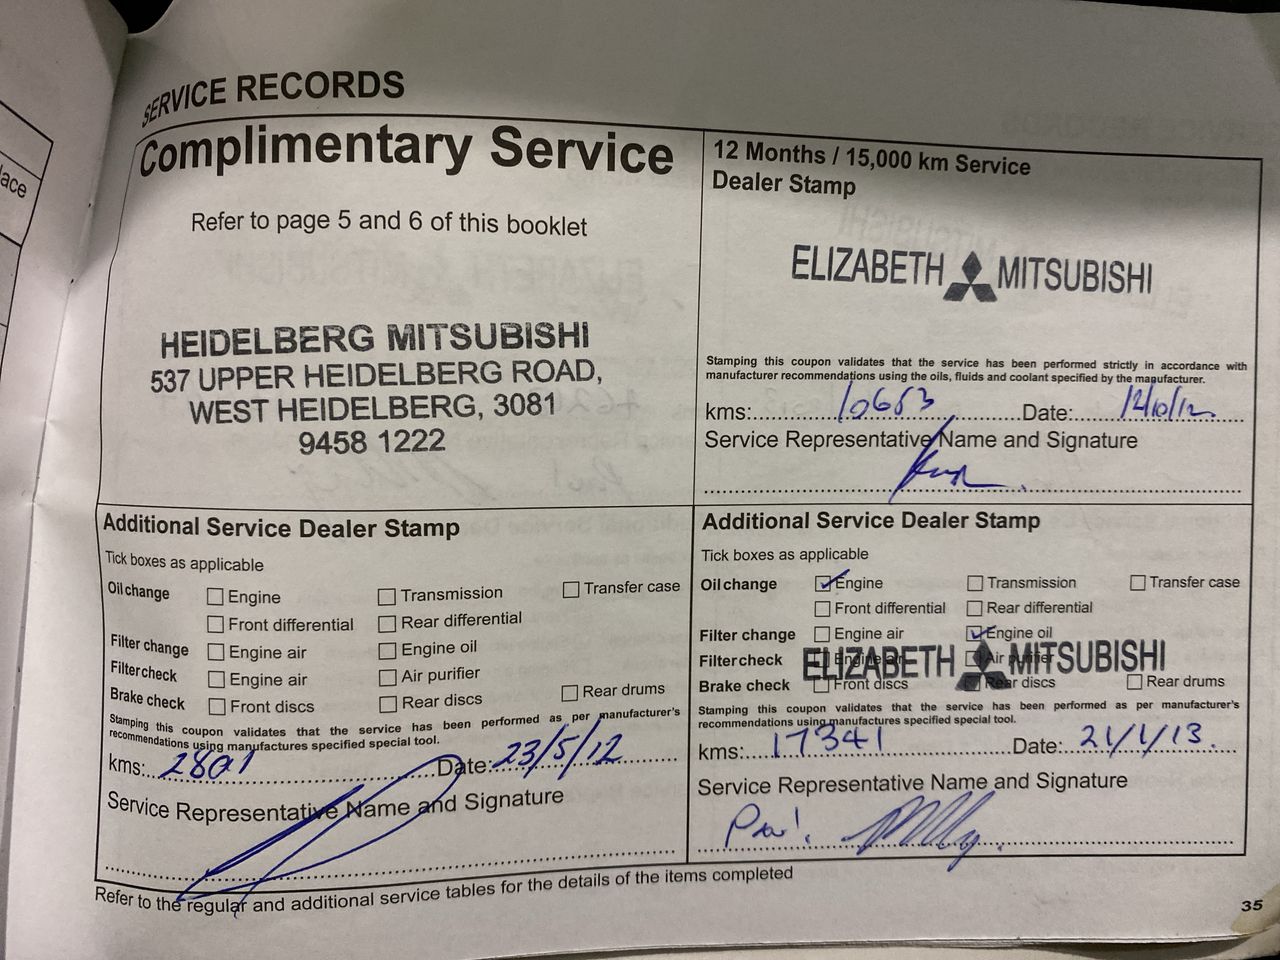 lace
SERVICE RECORDS
Complimentary Service
Refer to page 5 and 6 of this booklet
HEIDELBERG MITSUBISHI
537 UPPER HEIDELBERG ROAD,
WEST HEIDELBERG, 3081
9458 1222
12 Months / 15,000 km Service
Dealer Stamp
ELIZABETH MITSUBISHI
Stamping this coupon validates that the service has been performed strictly in accordance with
manufacturer recommendations using the oils, fluids and coolant specified by the manufacturer.
kms: 10653 Date: 12/10/12
Service Representative Name and Signature
Additional Service Dealer Stamp
Tick boxes as applicable
Oil change Engine Transmission Transfer case
Front differential Rear differential
Filter change Engine air Engine oil
Filter check Engine air Air purifier
Brake check Front discs Rear discs Rear drums
Stamping this coupon validates that the service has been performed as per manufacturer's
recommendations using manufactures specified special tool.
kms: 2801 Date: 23/5/12
Service Representative Name and Signature
Additional Service Dealer Stamp
Tick boxes as applicable
Oil change Engine Transmission Transfer case
Front differential Rear differential
Filter change Engine air Engine oil
Filter check Engine air Air purifier
ELIZABETH MITSUBISHI
Brake check Front discs Rear discs Rear drums
Stamping this coupon validates that the service has been performed as per manufacturer's
recommendations using manufactures specified special tool.
kms: 17341 Date: 21/1/13.
Service Representative Name and Signature
Refer to the regular and additional service tables for the details of the items completed
35